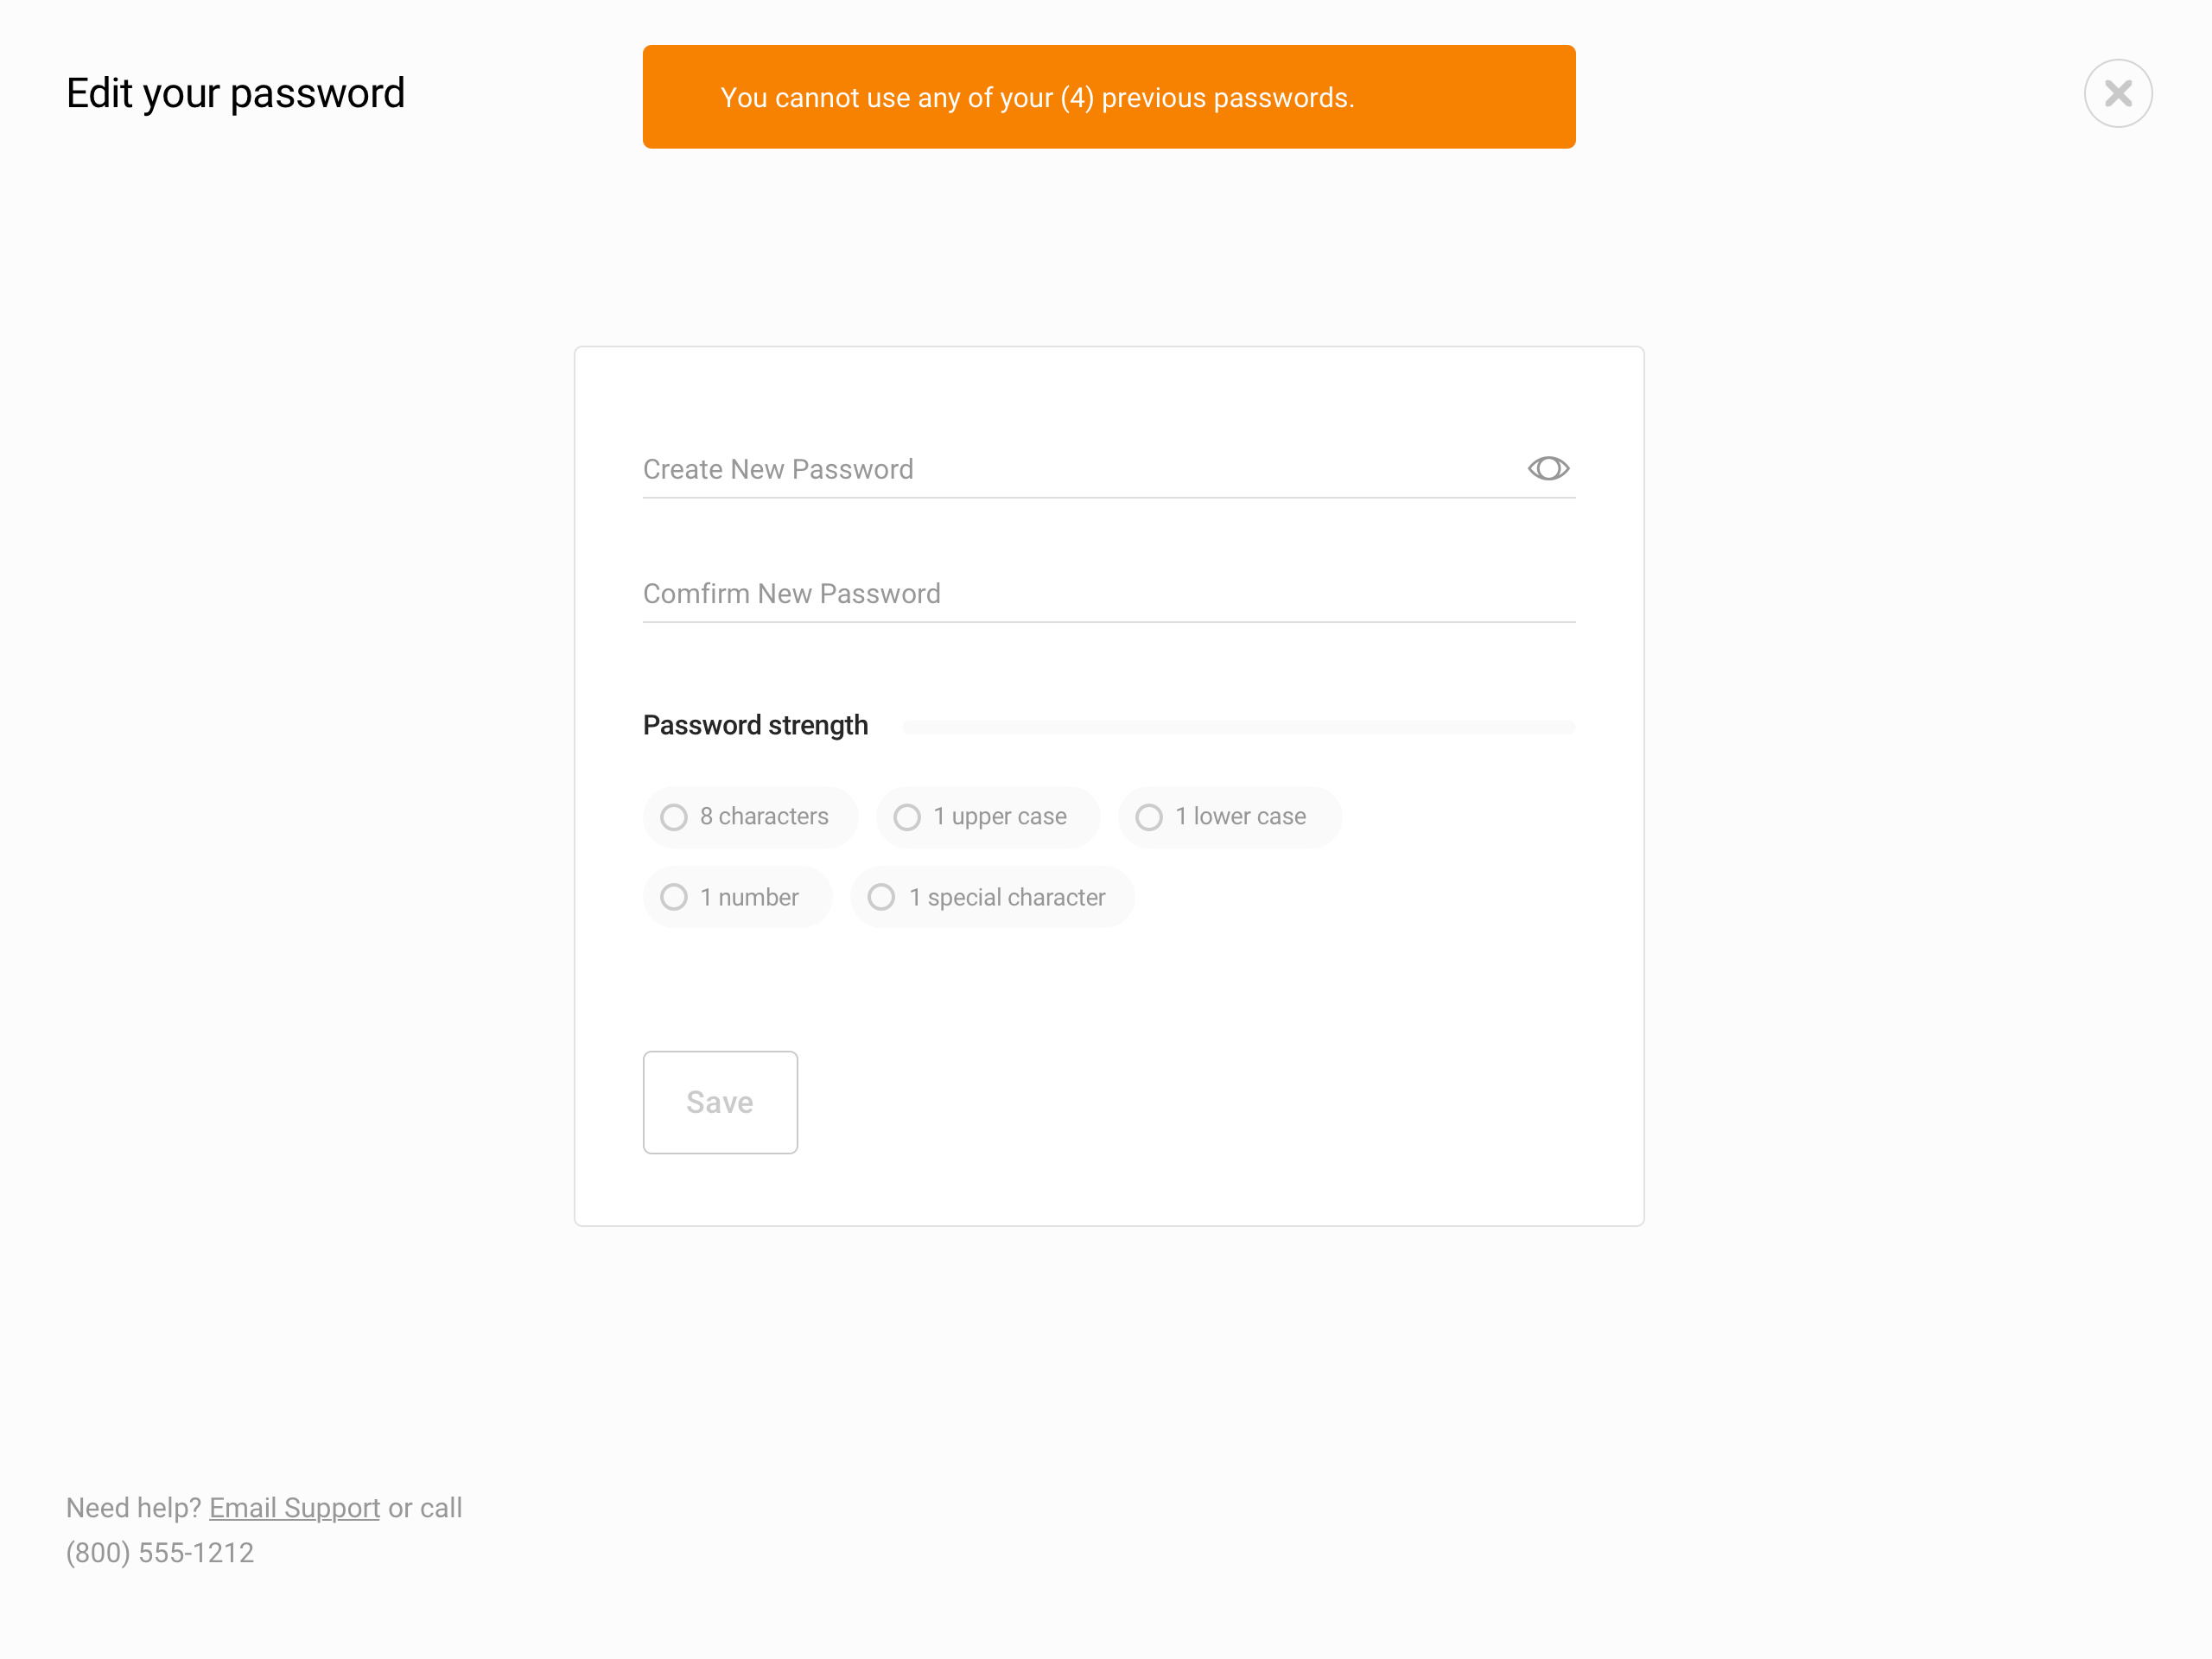 Edit your password
You cannot use any of your (4) previous passwords.
Create New Password
Comfirm New Password
Password strength
8 characters
1 upper case
1 lower case
1 number
1 special character
Save
Need help? Email Support or call
(800) 555-1212